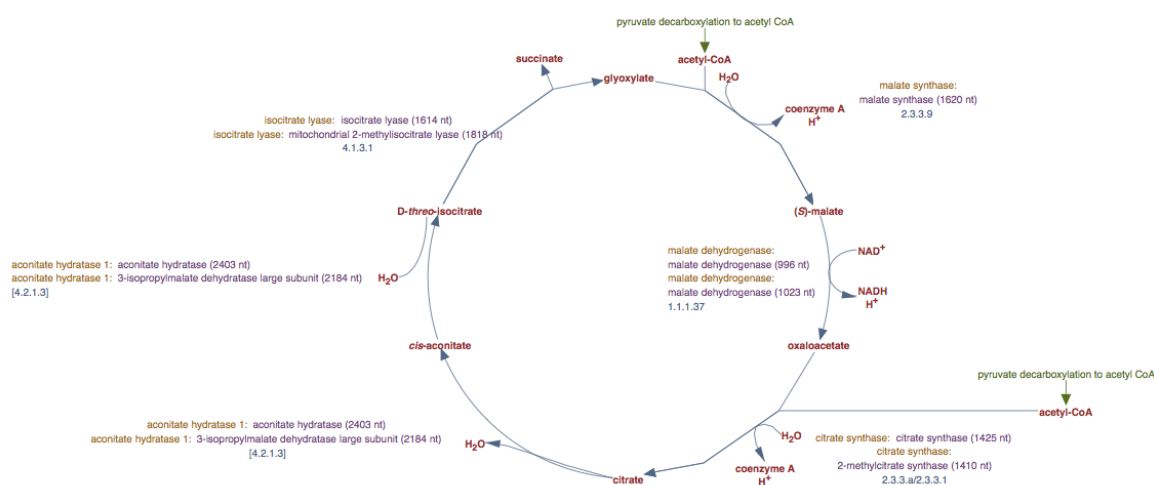 pyruvate decarboxylation to acetyl CoA
succinate
acetyl-CoA
glyoxylate
H2O
malate synthase:
malate synthase (1620 nt)
2.3.3.9
coenzyme A
H+
isocitrate lyase: isocitrate lyase (1614 nt)
isocitrate lyase: mitochondrial 2-methylisocitrate lyase (1818 nt)
4.1.3.1
D-threo-isocitrate
(S)-malate
malate dehydrogenase:
malate dehydrogenase (996 nt)
malate dehydrogenase:
malate dehydrogenase (1023 nt)
1.1.1.37
NAD+
NADH
H+
aconitate hydratase 1: aconitate hydratase (2403 nt)
aconitate hydratase 1: 3-isopropylmalate dehydratase large subunit (2184 nt)
[4.2.1.3]
H2O
cis-aconitate
oxaloacetate
pyruvate decarboxylation to acetyl CoA
acetyl-CoA
aconitate hydratase 1: aconitate hydratase (2403 nt)
aconitate hydratase 1: 3-isopropylmalate dehydratase large subunit (2184 nt)
[4.2.1.3]
H2O
H2O
citrate synthase: citrate synthase (1425 nt)
citrate synthase:
2-methylcitrate synthase (1410 nt)
2.3.3.a/2.3.3.1
coenzyme A
H+
citrate